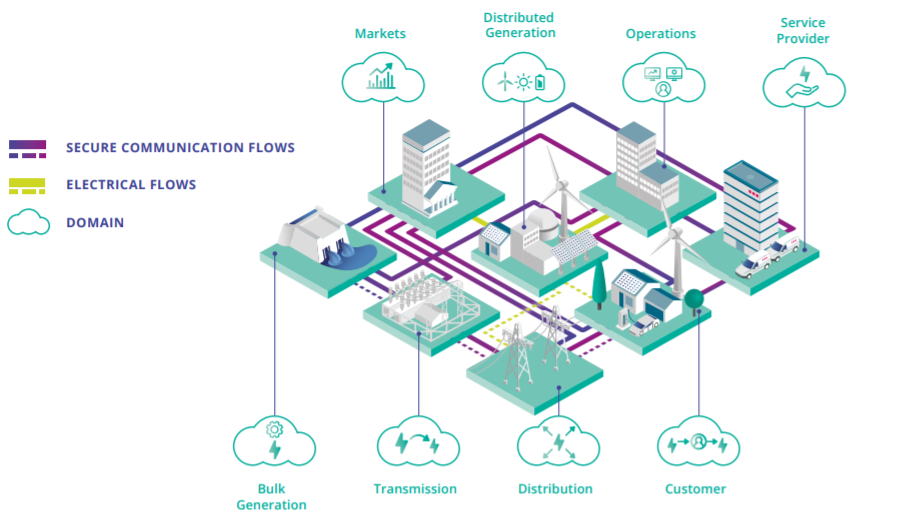 Markets
Distributed
Generation
Operations
Service
Provider
SECURE COMMUNICATION FLOWS
ELECTRICAL FLOWS
DOMAIN
Bulk
Generation
Transmission
Distribution
Customer